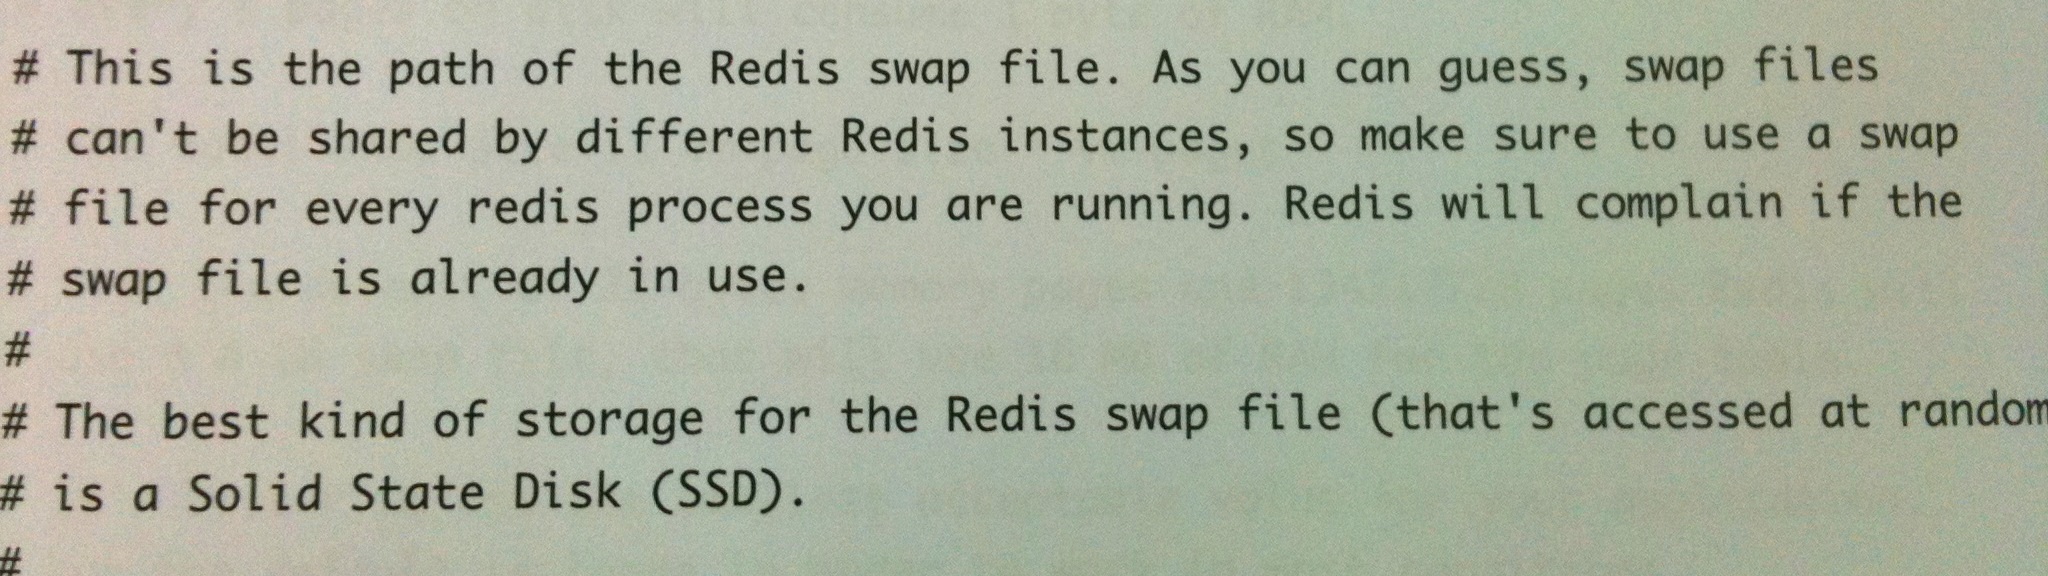 # This is the path of the Redis swap file. As you can guess, swap files
# can't be shared by different Redis instances, so make sure to use a swap
# file for every redis process you are running. Redis will complain if the
# swap file is already in use.
#
# The best kind of storage for the Redis swap file (that's accessed at random
# is a Solid State Disk (SSD).
#